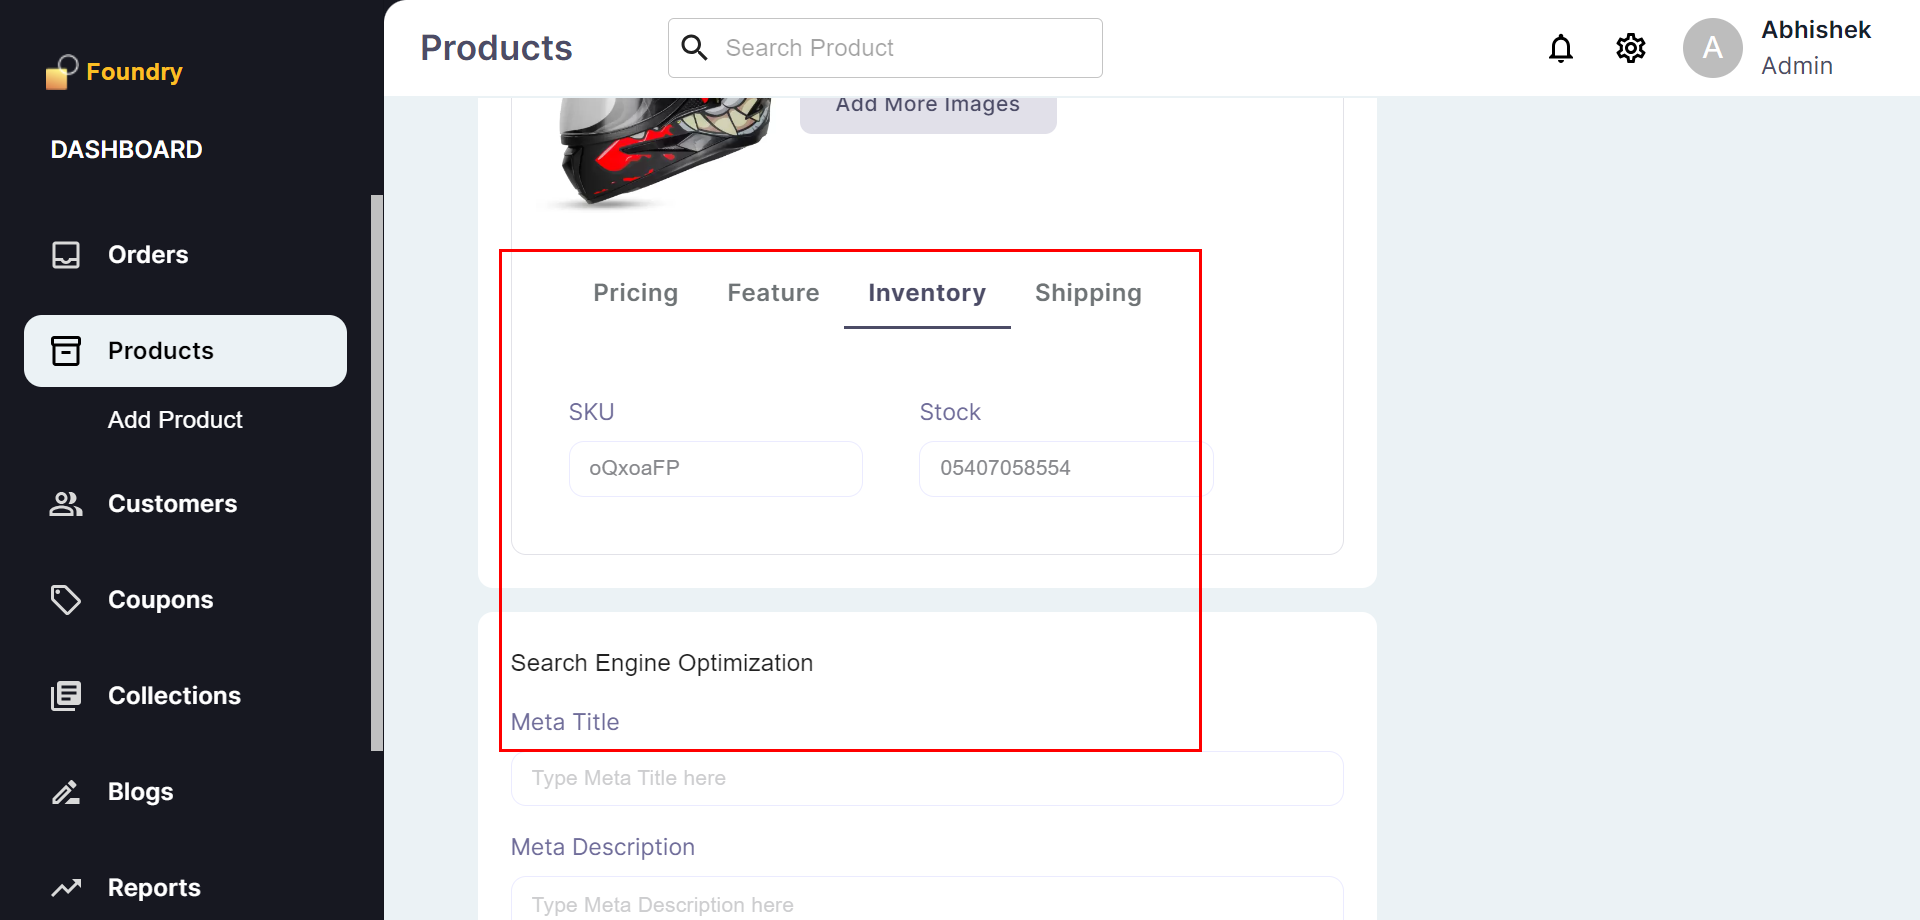 Foundry
DASHBOARD
Orders
Products
Add Product
Customers
Coupons
Collections
Blogs
Reports
Products
Search Product
A
Abhishek
Admin
Add More Images
Pricing Feature Inventory Shipping
SKU Stock
oQxoaFP 05407058554
Search Engine Optimization
Meta Title
Type Meta Title here
Meta Description
Type Meta Description here